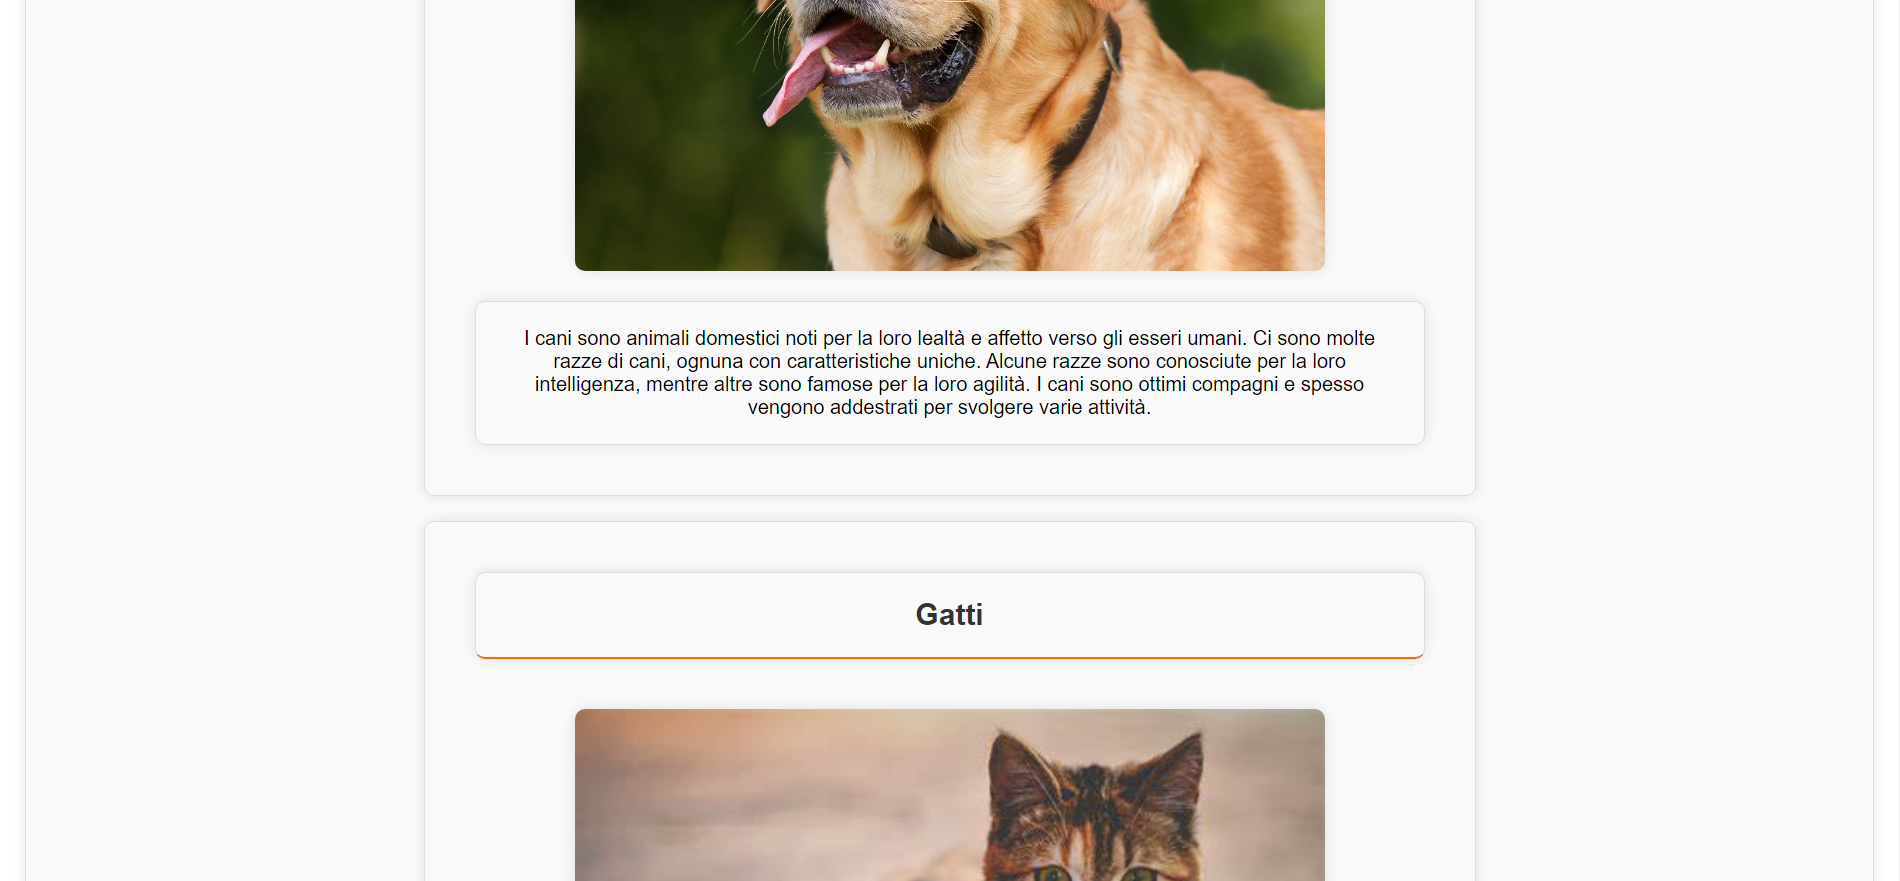 I cani sono animali domestici noti per la loro lealtà e affetto verso gli esseri umani. Ci sono molte
razze di cani, ognuna con caratteristiche uniche. Alcune razze sono conosciute per la loro
intelligenza, mentre altre sono famose per la loro agilità. I cani sono ottimi compagni e spesso
vengono addestrati per svolgere varie attività.
Gatti